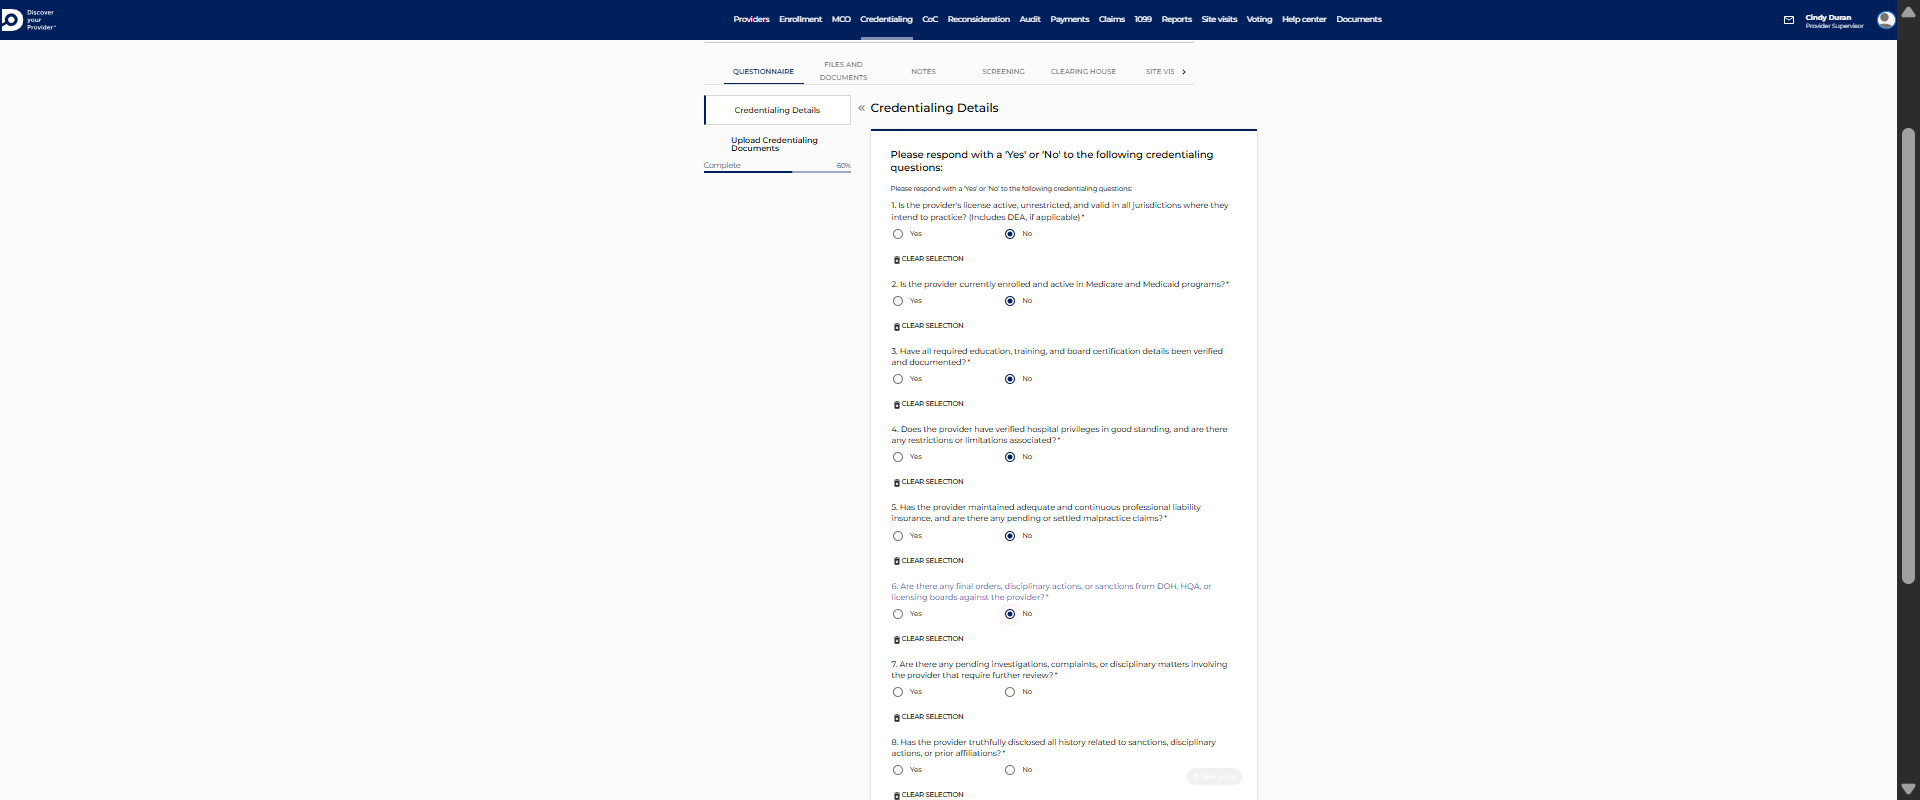 Discover
your
Provider
Providers Enrollment MCO Credentialing CoC Reconsideration Audit Payments Claims 1099 Reports Site visits Voting Help center Documents
Cindy Duran
Provider Supervisor
QUESTIONNAIRE
FILES AND
DOCUMENTS
NOTES
SCREENING
CLEARING HOUSE
SITE VIS
Credentialing Details
Upload Credentialing
Documents
Complete 60%
« Credentialing Details
Please respond with a 'Yes' or 'No' to the following credentialing
questions:
Please respond with a 'Yes' or 'No' to the following credentialing questions:
1. Is the provider's license active, unrestricted, and valid in all jurisdictions where they
intend to practice? (Includes DEA, if applicable)*
Yes No
CLEAR SELECTION
2. Is the provider currently enrolled and active in Medicare and Medicaid programs?*
Yes No
CLEAR SELECTION
3. Have all required education, training, and board certification details been verified
and documented?*
Yes No
CLEAR SELECTION
4. Does the provider have verified hospital privileges in good standing, and are there
any restrictions or limitations associated?*
Yes No
CLEAR SELECTION
5. Has the provider maintained adequate and continuous professional liability
insurance, and are there any pending or settled malpractice claims?*
Yes No
CLEAR SELECTION
6. Are there any final orders, disciplinary actions, or sanctions from DOH, HQA, or
licensing boards against the provider?*
Yes No
CLEAR SELECTION
7. Are there any pending investigations, complaints, or disciplinary matters involving
the provider that require further review?*
Yes No
CLEAR SELECTION
8. Has the provider truthfully disclosed all history related to sanctions, disciplinary
actions, or prior affiliations?*
Yes No
CLEAR SELECTION